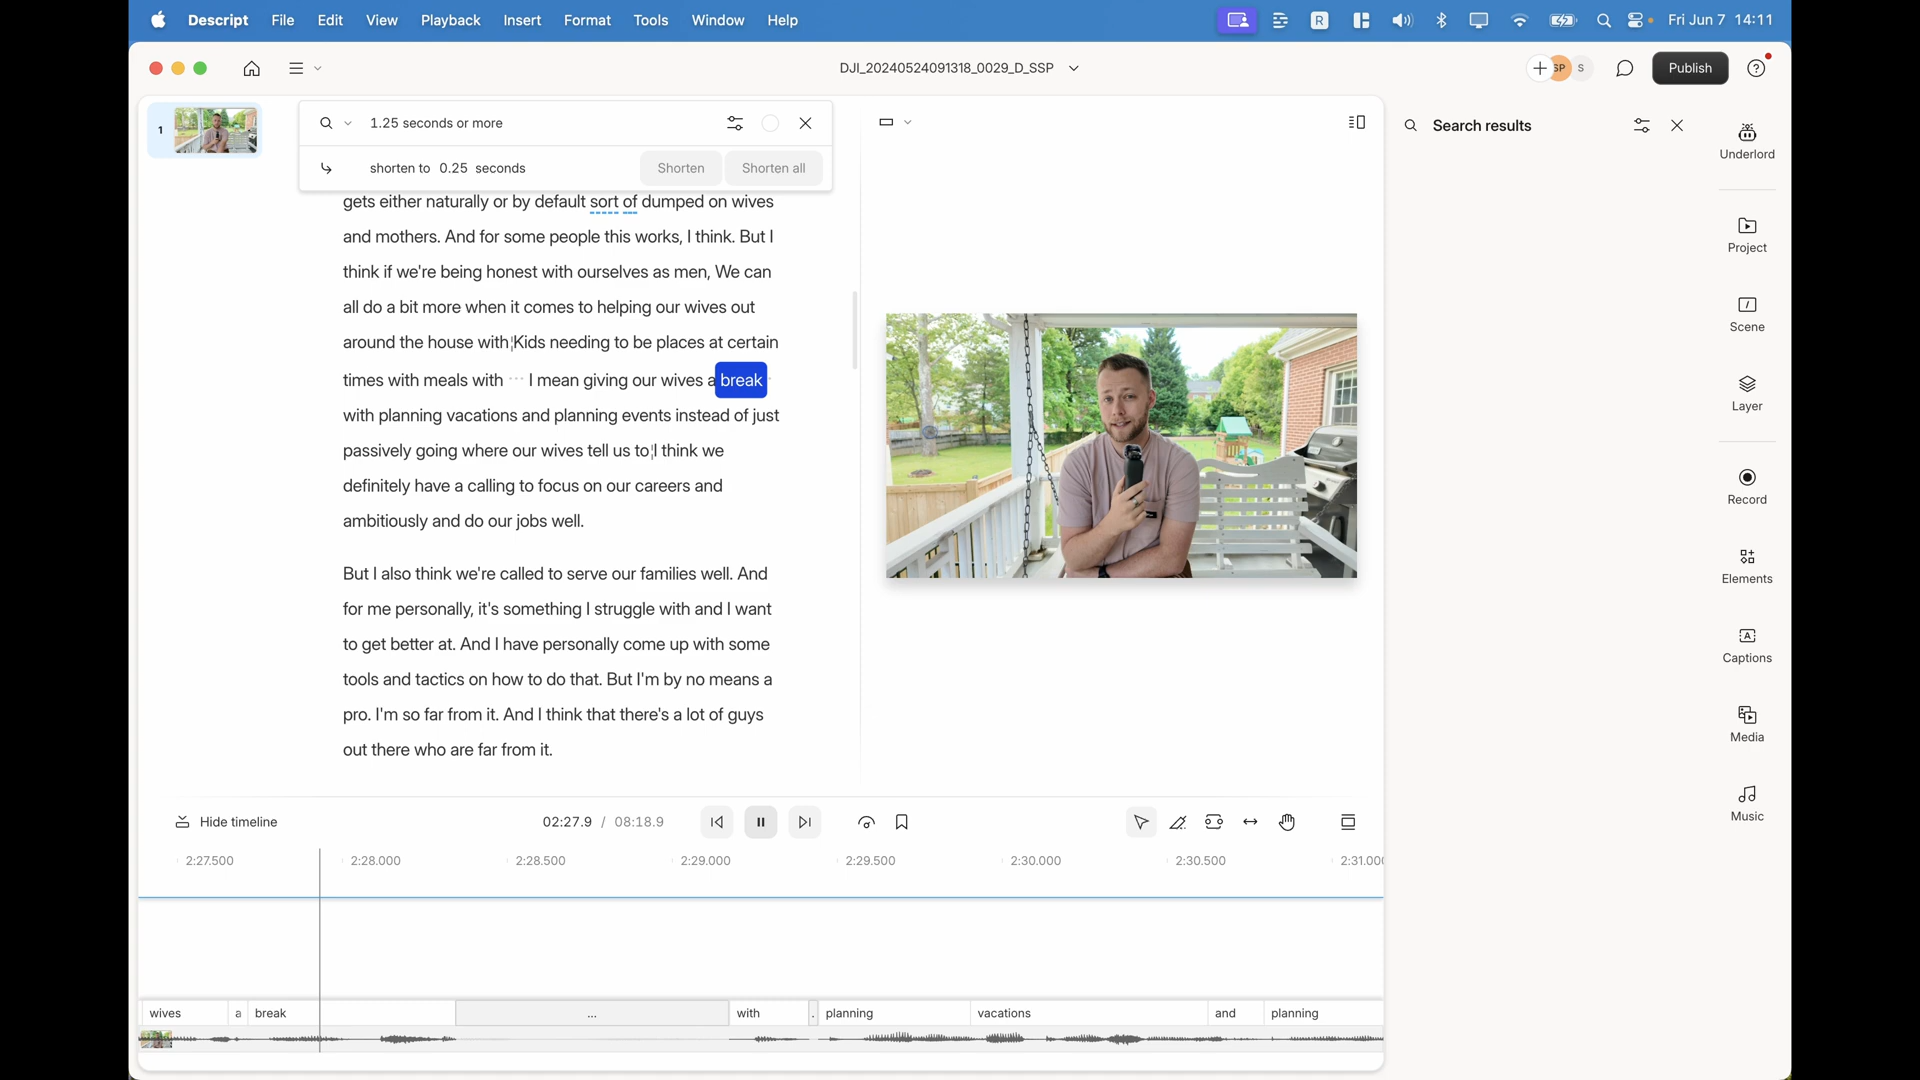 Descript File Edit View Playback Insert Format Tools Window Help R Fri Jun 7 14:11
DJI_20240524091318_0029_D_SSP SP S Publish
1
1.25 seconds or more
shorten to 0.25 seconds Shorten Shorten all
gets either naturally or by default sort of dumped on wives
and mothers. And for some people this works, I think. But I
think if we're being honest with ourselves as men, We can
all do a bit more when it comes to helping our wives out
around the house with Kids needing to be places at certain
times with meals with ··· I mean giving our wives a break
with planning vacations and planning events instead of just
passively going where our wives tell us to I think we
definitely have a calling to focus on our careers and
ambitiously and do our jobs well.
But I also think we're called to serve our families well. And
for me personally, it's something I struggle with and I want
to get better at. And I have personally come up with some
tools and tactics on how to do that. But I'm by no means a
pro. I'm so far from it. And I think that there's a lot of guys
out there who are far from it.
Search results
Underlord
Project
Scene
Layer
Record
Elements
Captions
Media
Music
Hide timeline 02:27.9 / 08:18.9
2:27.500 2:28.000 2:28.500 2:29.000 2:29.500 2:30.000 2:30.500 2:31.000
wives a break ... with . planning vacations and planning